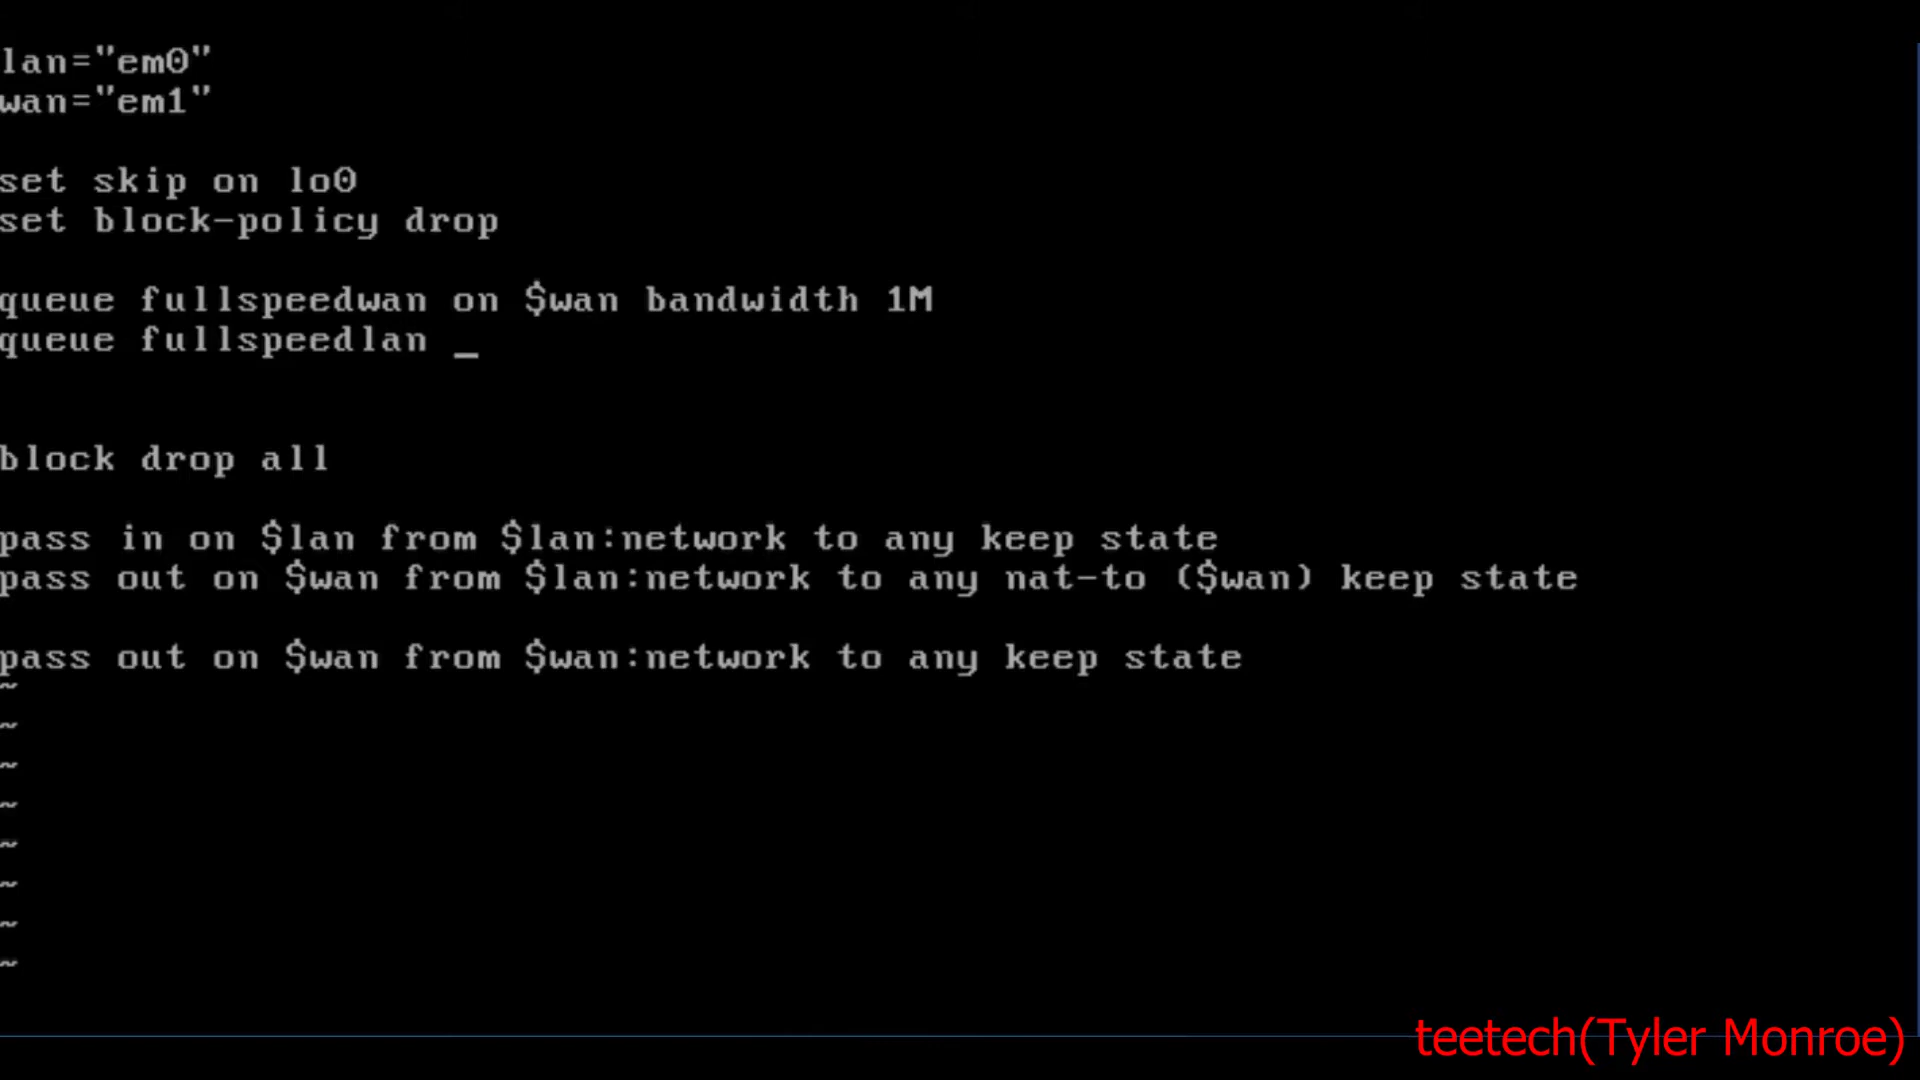 lan="em0"
wan="em1"
set skip on lo0
set block-policy drop
queue fullspeedwan on $wan bandwidth 1M
queue fullspeedlan _
block drop all
pass in on $lan from $lan:network to any keep state
pass out on $wan from $lan:network to any nat-to ($wan) keep state
pass out on $wan from $wan:network to any keep state
~
~
~
~
~
~
~
~
teetech(Tyler Monroe)